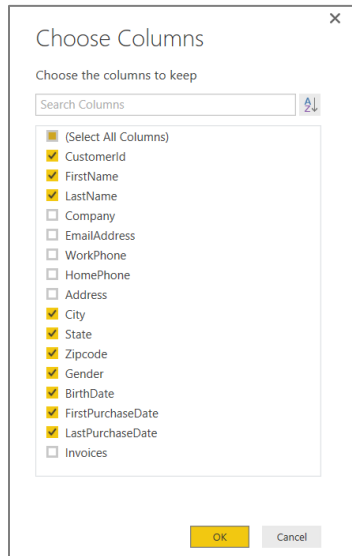 Choose Columns
Choose the columns to keep
Search Columns
(Select All Columns)
CustomerId
FirstName
LastName
Company
EmailAddress
WorkPhone
HomePhone
Address
City
State
Zipcode
Gender
BirthDate
FirstPurchaseDate
LastPurchaseDate
Invoices
OK Cancel